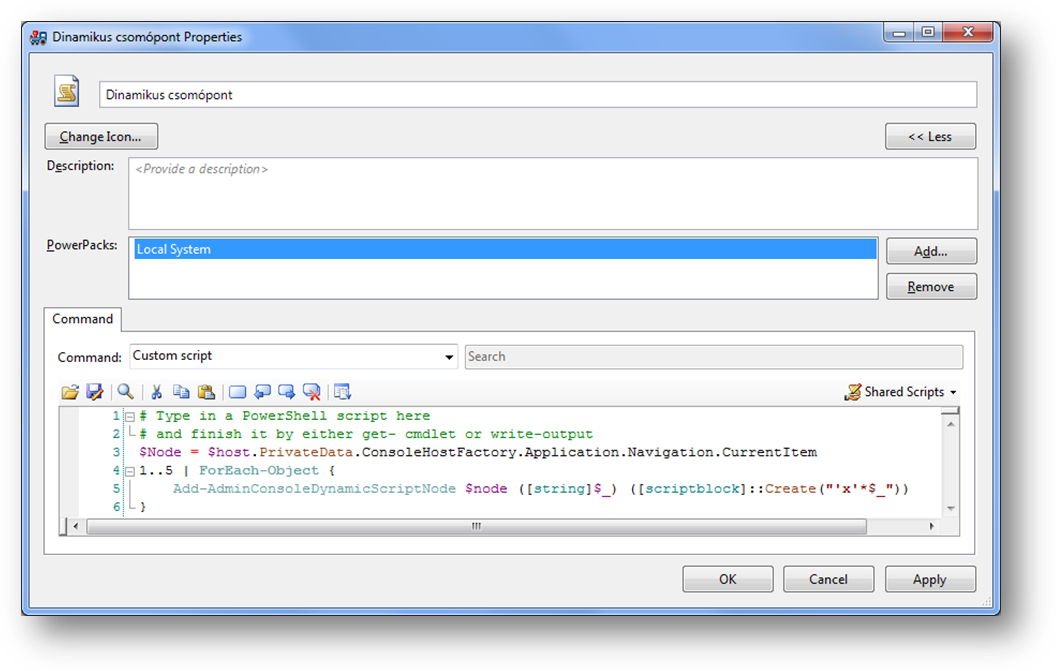 Dinamikus csomópont Properties
Dinamikus csomópont
Change Icon...
<< Less
Description:
<Provide a description>
PowerPacks:
Local System
Add...
Remove
Command
Command:
Custom script
Search
Shared Scripts
1 # Type in a PowerShell script here
2 # and finish it by either get- cmdlet or write-output
3 $Node = $host.PrivateData.ConsoleHostFactory.Application.Navigation.CurrentItem
4 1..5 | ForEach-Object {
5 Add-AdminConsoleDynamicScriptNode $node ([string]$_) ([scriptblock]::Create("'x'*$_"))
6 }
OK
Cancel
Apply